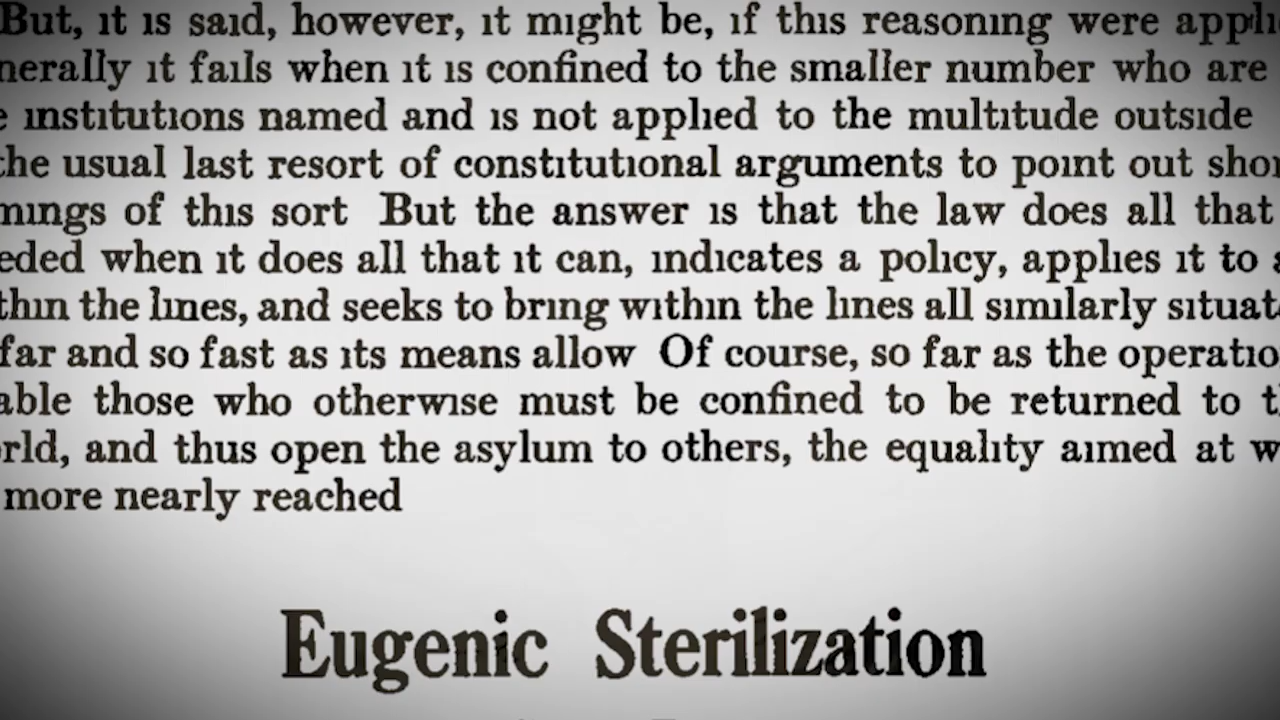 But, it is said, however, it might be, if this reasoning were appli
nerally it fails when it is confined to the smaller number who are
e institutions named and is not applied to the multitude outside
the usual last resort of constitutional arguments to point out shor
mings of this sort But the answer is that the law does all that
eded when it does all that it can, indicates a policy, applies it to
thin the lines, and seeks to bring within the lines all similarly situat
far and so fast as its means allow Of course, so far as the operatio
able those who otherwise must be confined to be returned to t
rld, and thus open the asylum to others, the equality aimed at w
more nearly reached
Eugenic Sterilization